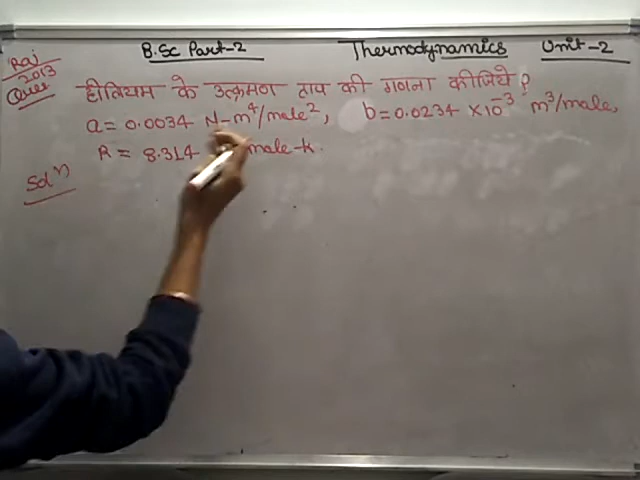 B.Sc Part-2 Thermodynamics Unit-2
Raj
2013
Ques
हीलियम के उत्क्रमण ताप की गणना कीजिये ?
a = 0.0034 N-m⁴/mole², b = 0.0234 ×10⁻³ m³/mole,
R = 8.314 mole-k.
Solⁿ